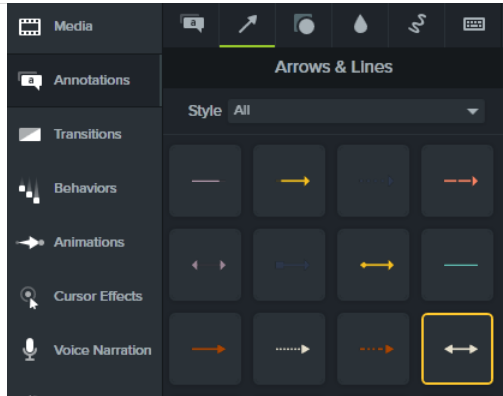 Media
a
Annotations
a
Arrows & Lines
Style All
Transitions
Behaviors
Animations
Cursor Effects
Voice Narration